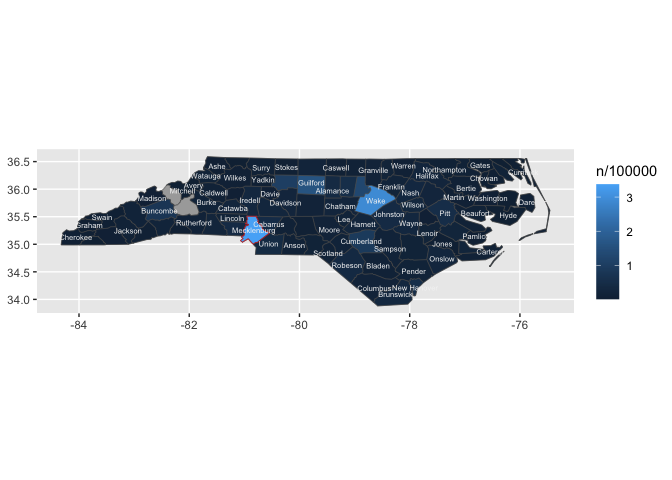 n/100000
3
2
1
36.5
36.0
35.5
35.0
34.5
34.0
-84
-82
-80
-78
-76
Ashe
Surry
Stokes
Caswell
Granville
Warren
Northampton
Gates
Watauga
Wilkes
Yadkin
Halifax
Chowan
Avery
Mitchell
Guilford
Franklin
Bertie
Madison
Caldwell
Davie
Alamance
Nash
Martin
Washington
Dare
Buncombe
Burke
Iredell
Davidson
Chatham
Wake
Wilson
Swain
Catawba
Johnston
Pitt
Beaufort
Hyde
Graham
Lincoln
Lee
Rutherford
Cabarrus
Harnett
Wayne
Jackson
Mecklenburg
Moore
Lenoir
Pamlico
Cherokee
Union
Anson
Cumberland
Sampson
Jones
Scotland
Carteret
Robeson
Bladen
Onslow
Pender
Columbus
New
Brunswick